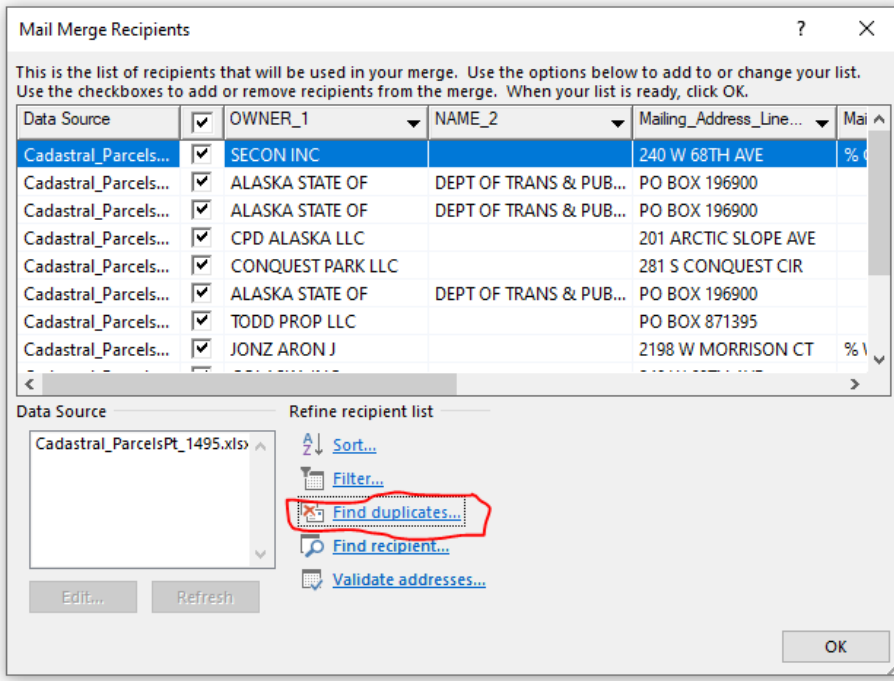 Mail Merge Recipients ?
This is the list of recipients that will be used in your merge. Use the options below to add to or change your list.
Use the checkboxes to add or remove recipients from the merge. When your list is ready, click OK.
Data Source OWNER_1 NAME_2 Mailing_Address_Line... Mai
Cadastral_Parcels... SECON INC 240 W 68TH AVE %
Cadastral_Parcels... ALASKA STATE OF DEPT OF TRANS & PUB... PO BOX 196900
Cadastral_Parcels... ALASKA STATE OF DEPT OF TRANS & PUB... PO BOX 196900
Cadastral_Parcels... CPD ALASKA LLC 201 ARCTIC SLOPE AVE
Cadastral_Parcels... CONQUEST PARK LLC 281 S CONQUEST CIR
Cadastral_Parcels... ALASKA STATE OF DEPT OF TRANS & PUB... PO BOX 196900
Cadastral_Parcels... TODD PROP LLC PO BOX 871395
Cadastral_Parcels... JONZ ARON J 2198 W MORRISON CT %
Data Source Refine recipient list
Cadastral_ParcelsPt_1495.xlsx
Sort...
Filter...
Find duplicates...
Find recipient...
Validate addresses...
Edit... Refresh
OK